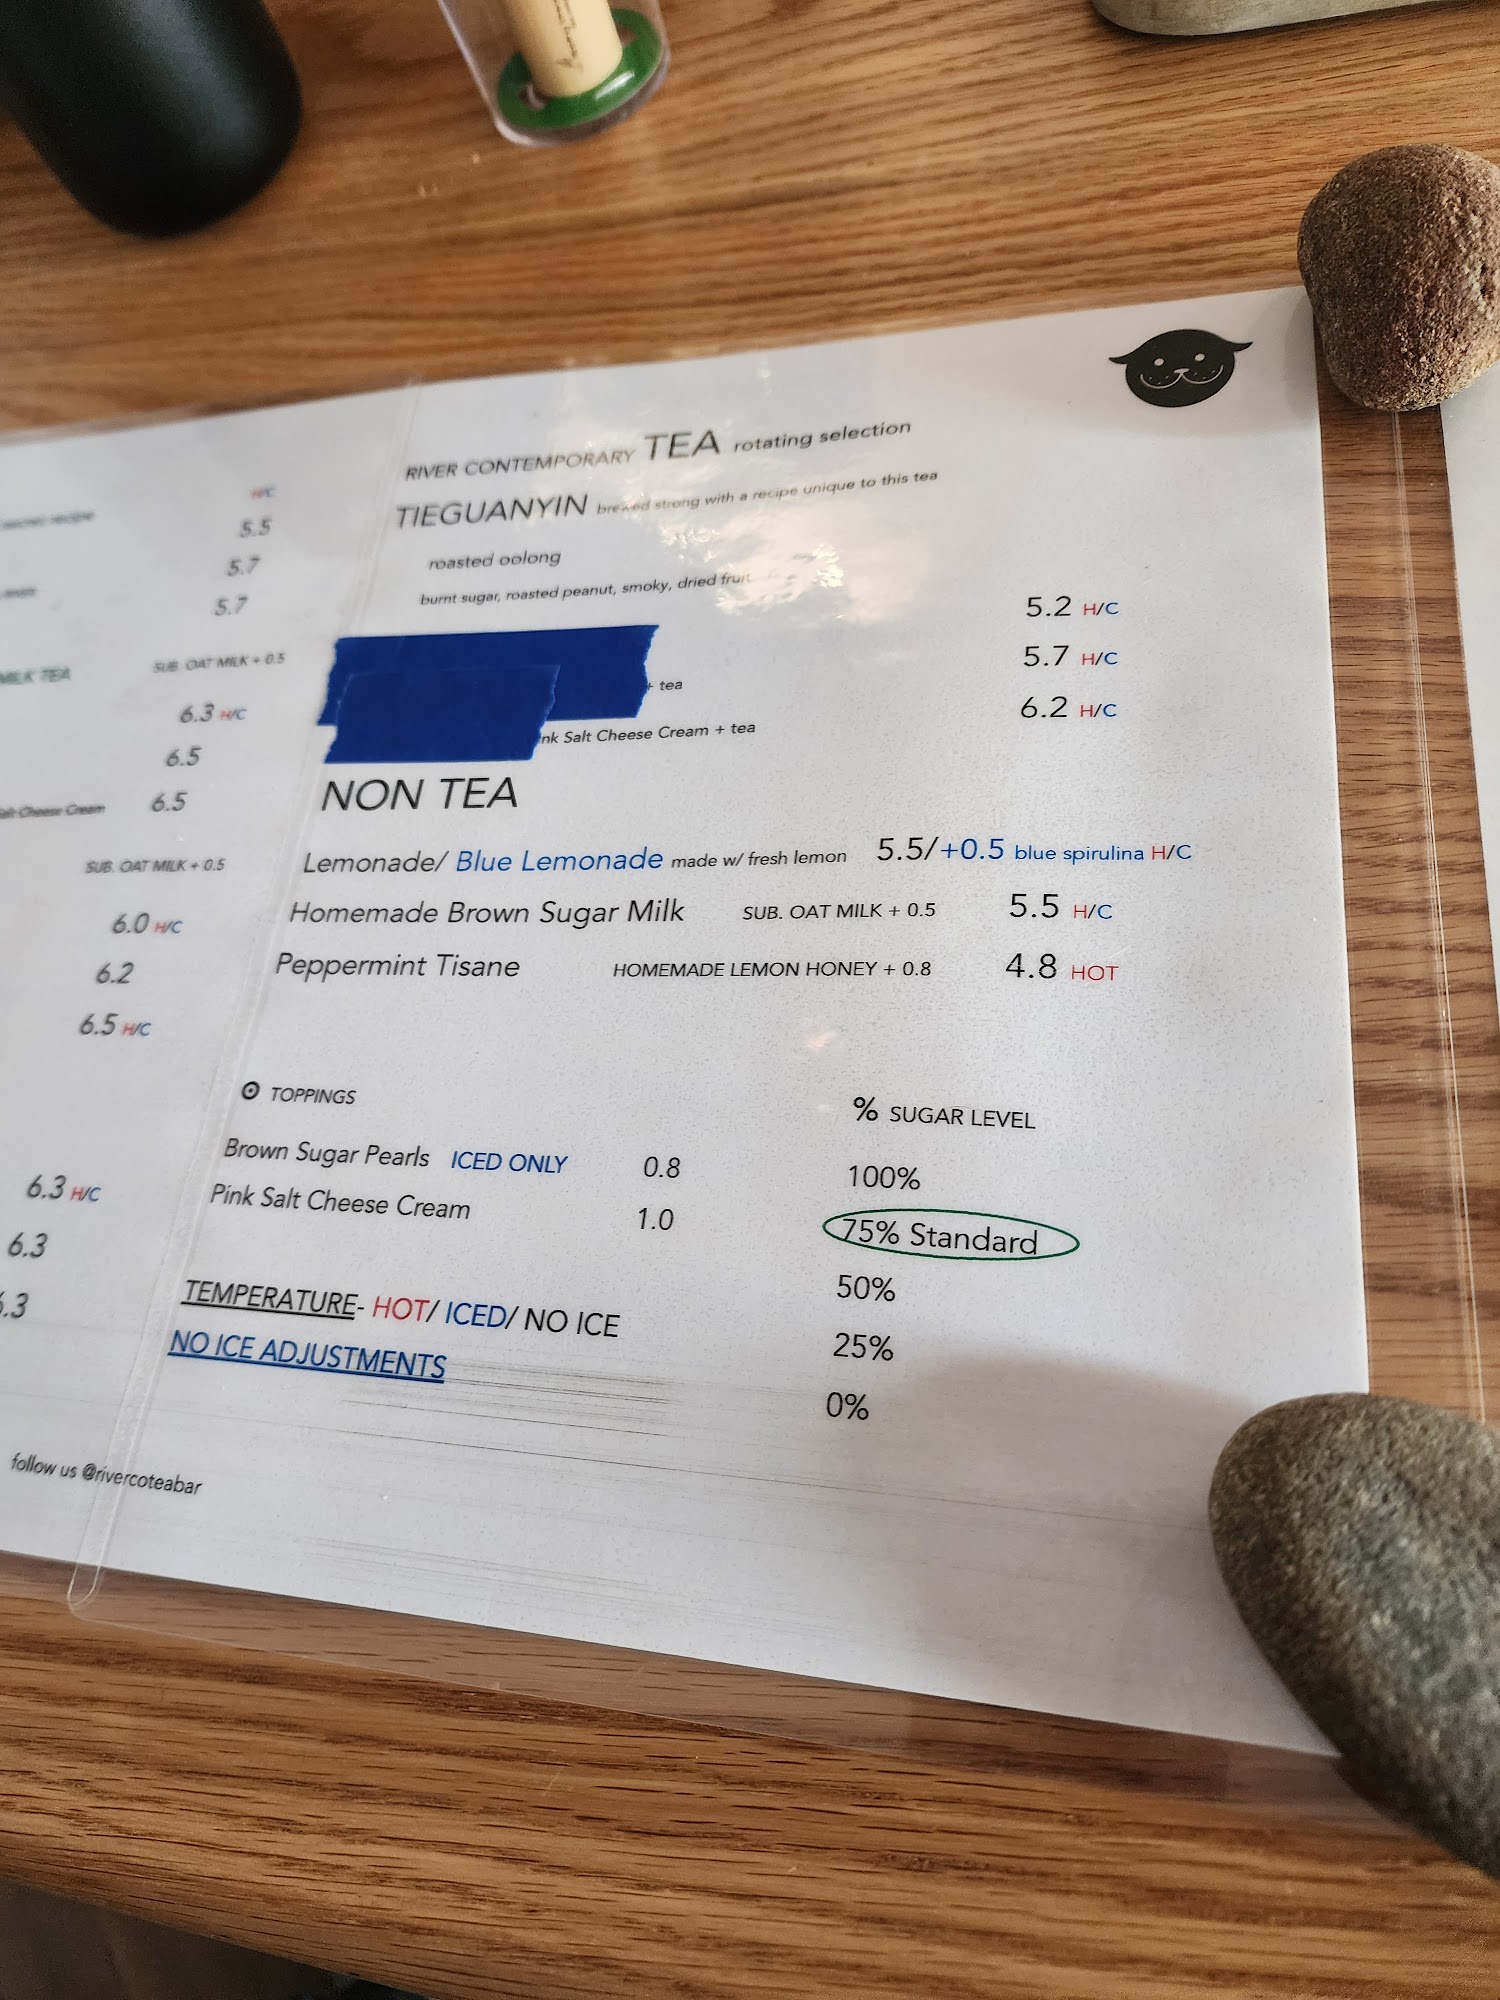 H/C
5.5
5.7
5.7
MILK TEA SUB. OAT MILK + 0.5
6.3 H/C
6.5
Salt Cheese Cream 6.5
SUB. OAT MILK + 0.5
6.0 H/C
6.2
6.5 H/C
6.3 H/C
6.3
.3
follow us @rivercoteabar
RIVER CONTEMPORARY TEA rotating selection
TIEGUANYIN brewed strong with a recipe unique to this tea
roasted oolong
burnt sugar, roasted peanut, smoky, dried fruit
5.2 H/C
+ tea 5.7 H/C
nk Salt Cheese Cream + tea 6.2 H/C
NON TEA
Lemonade/ Blue Lemonade made w/ fresh lemon 5.5/+0.5 blue spirulina H/C
Homemade Brown Sugar Milk SUB. OAT MILK + 0.5 5.5 H/C
Peppermint Tisane HOMEMADE LEMON HONEY + 0.8 4.8 HOT
TOPPINGS
Brown Sugar Pearls ICED ONLY 0.8
Pink Salt Cheese Cream 1.0
TEMPERATURE- HOT/ ICED/ NO ICE
NO ICE ADJUSTMENTS
% SUGAR LEVEL
100%
75% Standard
50%
25%
0%